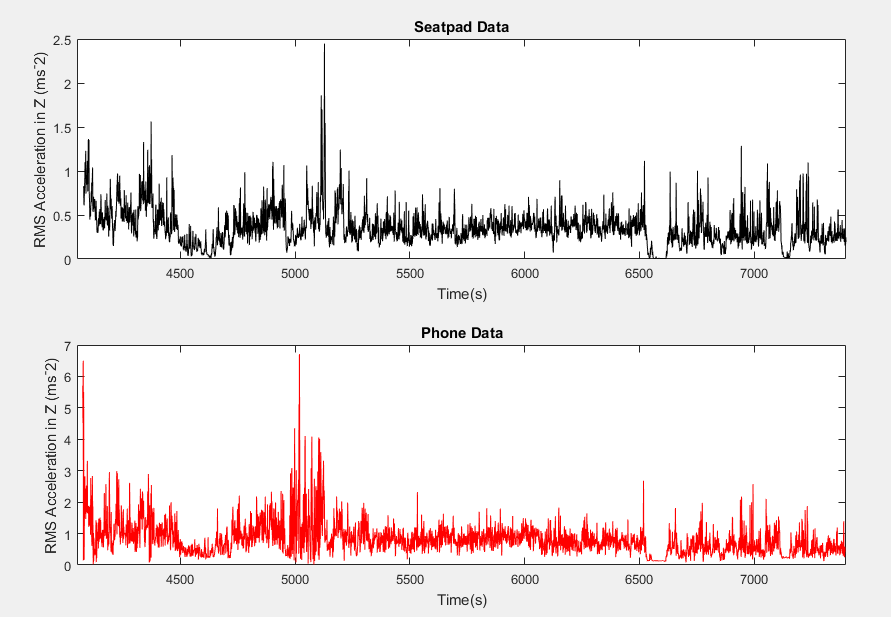 Seatpad Data
RMS Acceleration in Z (ms-2)
2.5
2
1.5
1
0.5
0
4500 5000 5500 6000 6500 7000
Time(s)
Phone Data
RMS Acceleration in Z (ms-2)
7
6
5
4
3
2
1
0
4500 5000 5500 6000 6500 7000
Time(s)